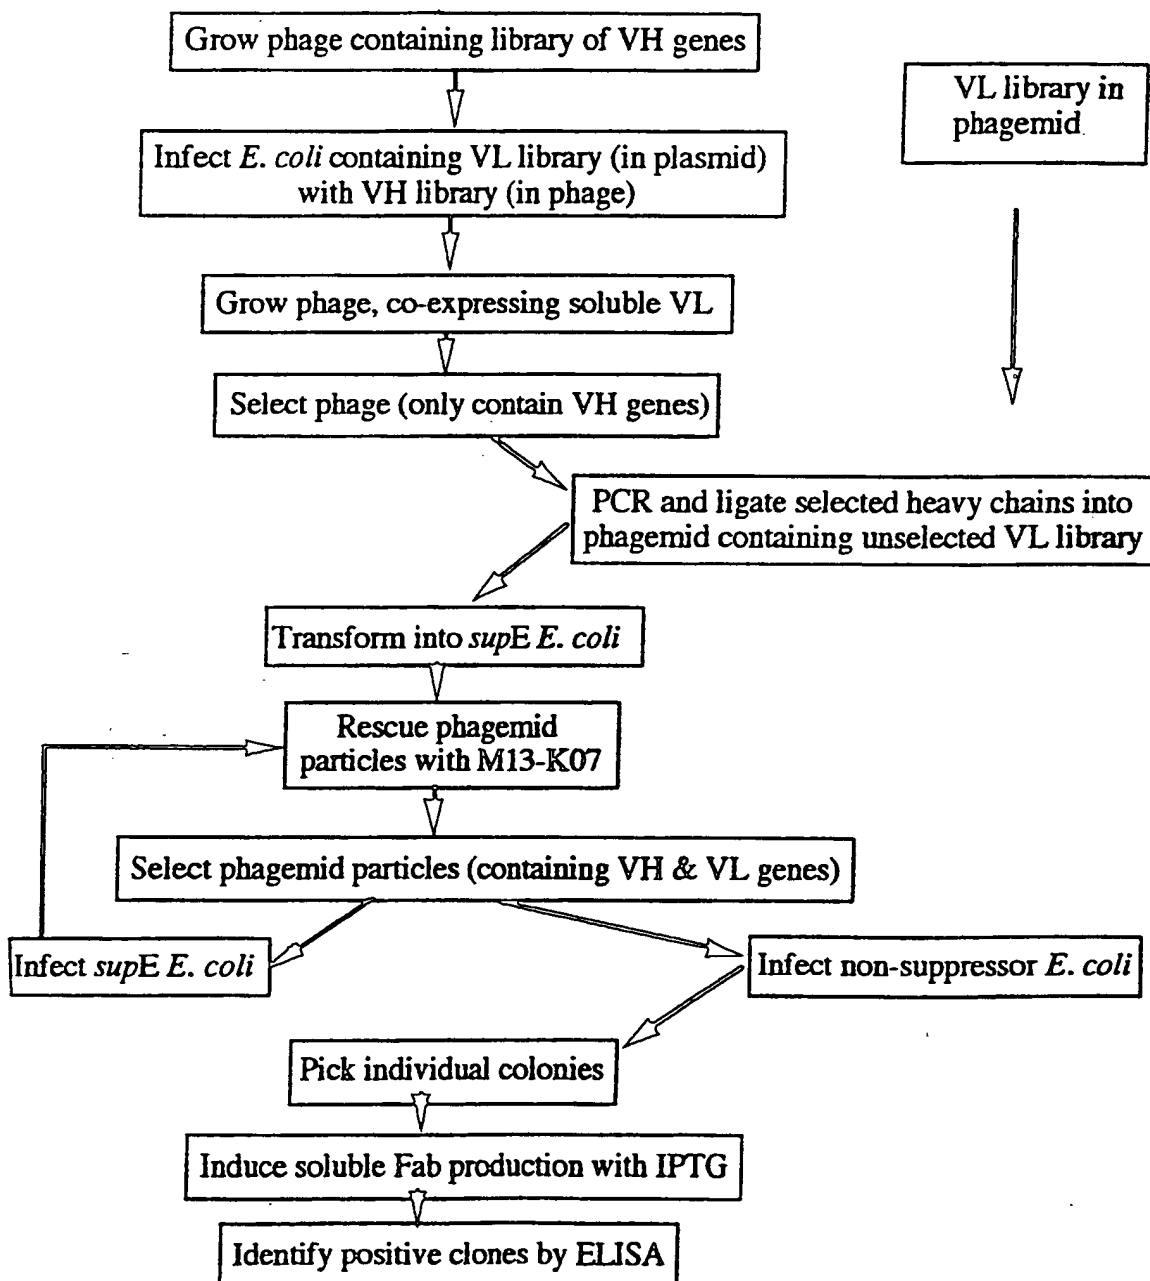 Grow phage containing library of VH genes
VL library in
phagemid
Infect E. coli containing VL library (in plasmid)
with VH library (in phage)
Grow phage, co-expressing soluble VL
Select phage (only contain VH genes)
PCR and ligate selected heavy chains into
phagemid containing unselected VL library
Transform into supE E. coli
Rescue phagemid
particles with M13-K07
Select phagemid particles (containing VH & VL genes)
Infect supE E. coli
Infect non-suppressor E. coli
Pick individual colonies
Induce soluble Fab production with IPTG
Identify positive clones by ELISA